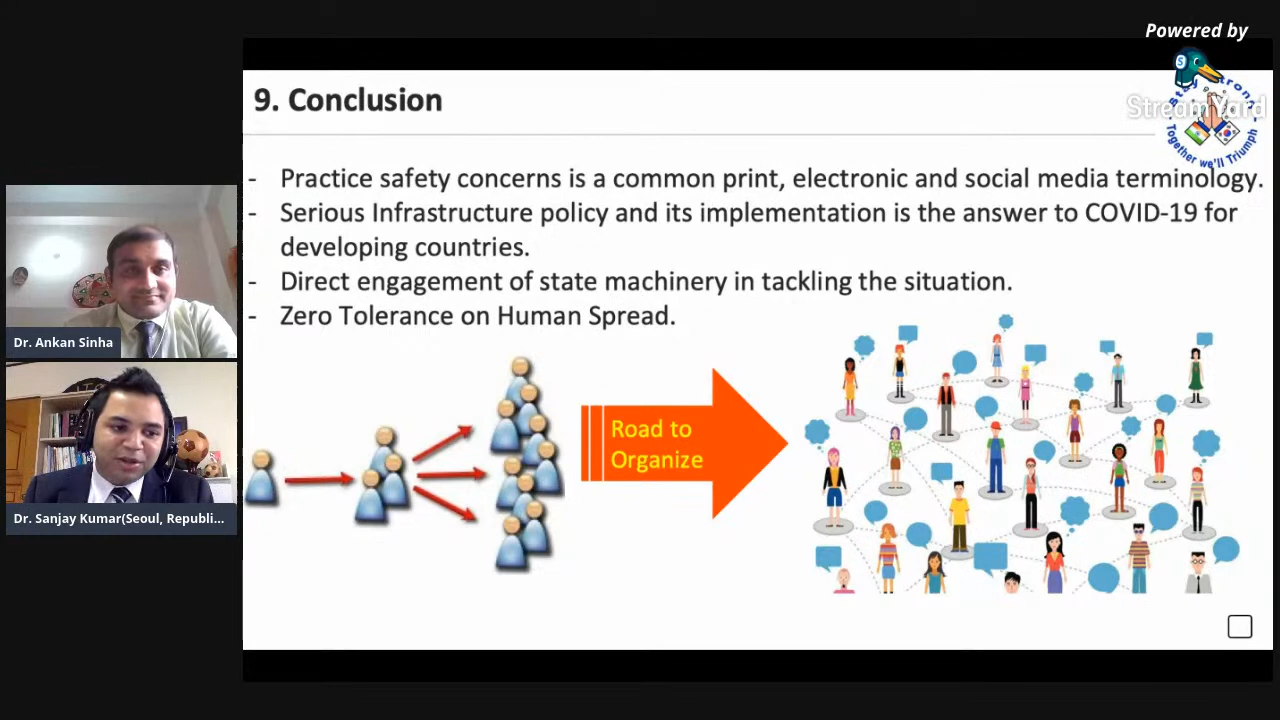 Powered by
StreamYard
Stay Strong
Together we'll Triumph
9. Conclusion
- Practice safety concerns is a common print, electronic and social media terminology.
- Serious Infrastructure policy and its implementation is the answer to COVID-19 for
developing countries.
- Direct engagement of state machinery in tackling the situation.
- Zero Tolerance on Human Spread.
Road to
Organize
Dr. Ankan Sinha
Dr. Sanjay Kumar(Seoul, Republi...